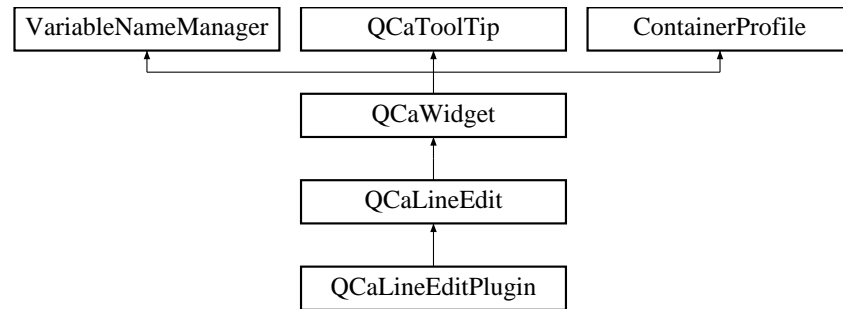 VariableNameManager
QCaToolTip
ContainerProfile
QCaWidget
QCaLineEdit
QCaLineEditPlugin